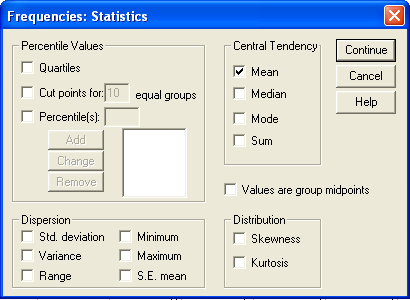 Frequencies: Statistics
Percentile Values
Quartiles
Cut points for: 10 equal groups
Percentile(s):
Add
Change
Remove
Central Tendency
Mean
Median
Mode
Sum
Continue
Cancel
Help
Values are group midpoints
Dispersion
Std. deviation
Minimum
Variance
Maximum
Range
S.E. mean
Distribution
Skewness
Kurtosis